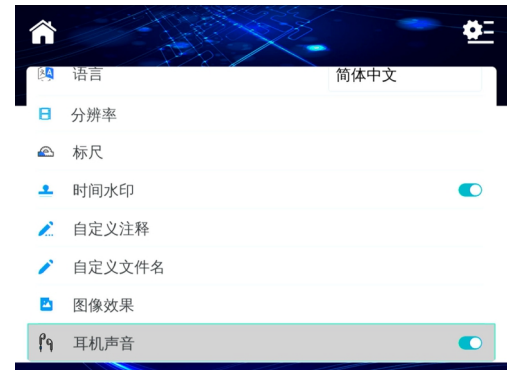 语言
简体中文
分辨率
标尺
时间水印
自定义注释
自定义文件名
图像效果
耳机声音